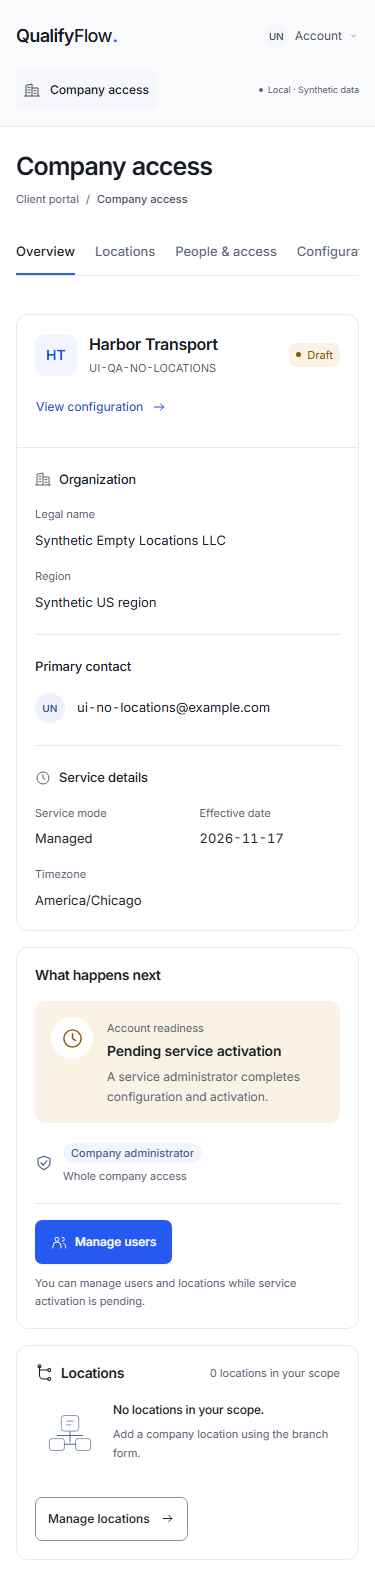 QualifyFlow.
UN Account
Company access
Local · Synthetic data
Company access
Client portal / Company access
Overview Locations People & access Configurat
HT
Harbor Transport
UI-QA-NO-LOCATIONS
Draft
View configuration →
Organization
Legal name
Synthetic Empty Locations LLC
Region
Synthetic US region
Primary contact
UN ui-no-locations@example.com
Service details
Service mode Effective date
Managed 2026-11-17
Timezone
America/Chicago
What happens next
Account readiness
Pending service activation
A service administrator completes
configuration and activation.
Company administrator
Whole company access
Manage users
You can manage users and locations while service
activation is pending.
Locations 0 locations in your scope
No locations in your scope.
Add a company location using the branch
form.
Manage locations →